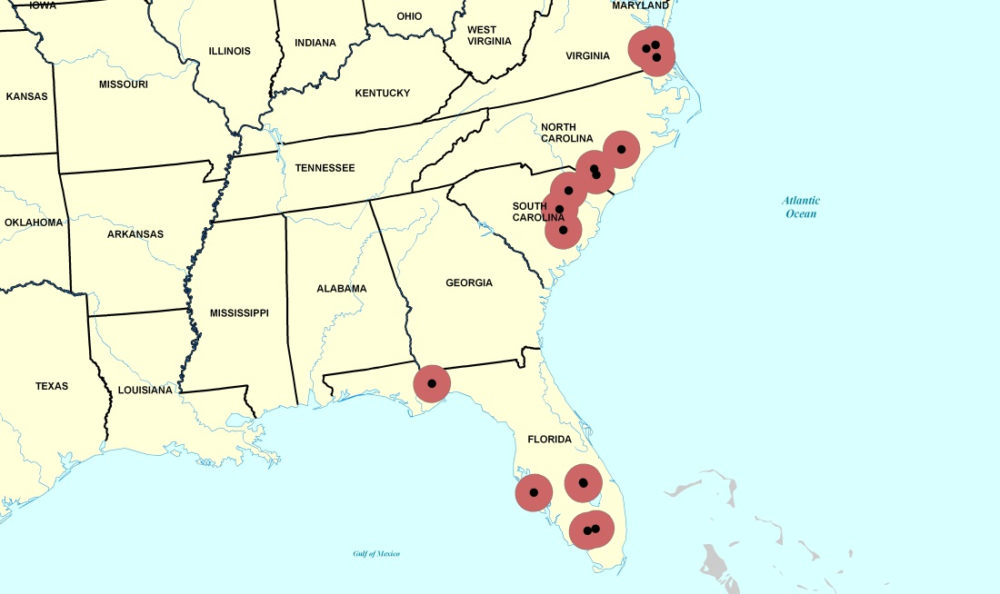 IOWA
MARYLAND
OHIO
WEST
VIRGINIA
INDIANA
ILLINOIS
VIRGINIA
MISSOURI
KENTUCKY
KANSAS
NORTH
CAROLINA
TENNESSEE
Atlantic
Ocean
SOUTH
CAROLINA
OKLAHOMA
ARKANSAS
GEORGIA
ALABAMA
MISSISSIPPI
TEXAS
LOUISIANA
FLORIDA
Gulf of Mexico